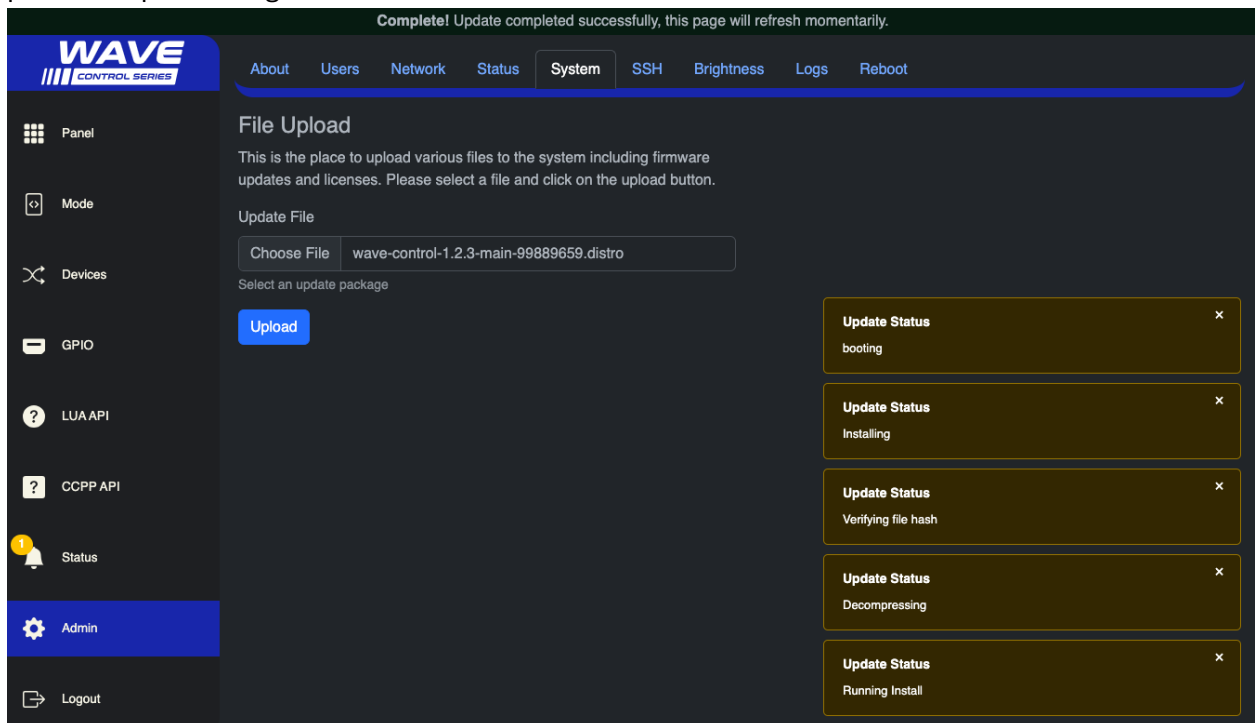 Complete! Update completed successfully, this page will refresh momentarily.
WAVE
CONTROL SERIES
About Users Network Status System SSH Brightness Logs Reboot
Panel
Mode
Devices
GPIO
LUA API
CCPP API
1
Status
Admin
Logout
File Upload
This is the place to upload various files to the system including firmware
updates and licenses. Please select a file and click on the upload button.
Update File
Choose File wave-control-1.2.3-main-99889659.distro
Select an update package
Upload
Update Status ×
booting
Update Status ×
Installing
Update Status ×
Verifying file hash
Update Status ×
Decompressing
Update Status ×
Running Install